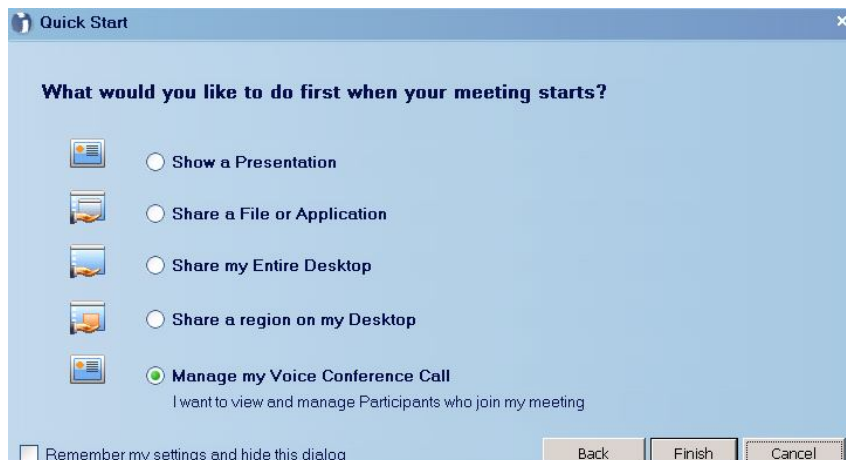 Quick Start
What would you like to do first when your meeting starts?
Show a Presentation
Share a File or Application
Share my Entire Desktop
Share a region on my Desktop
Manage my Voice Conference Call
I want to view and manage Participants who join my meeting
Remember my settings and hide this dialog
Back Finish Cancel